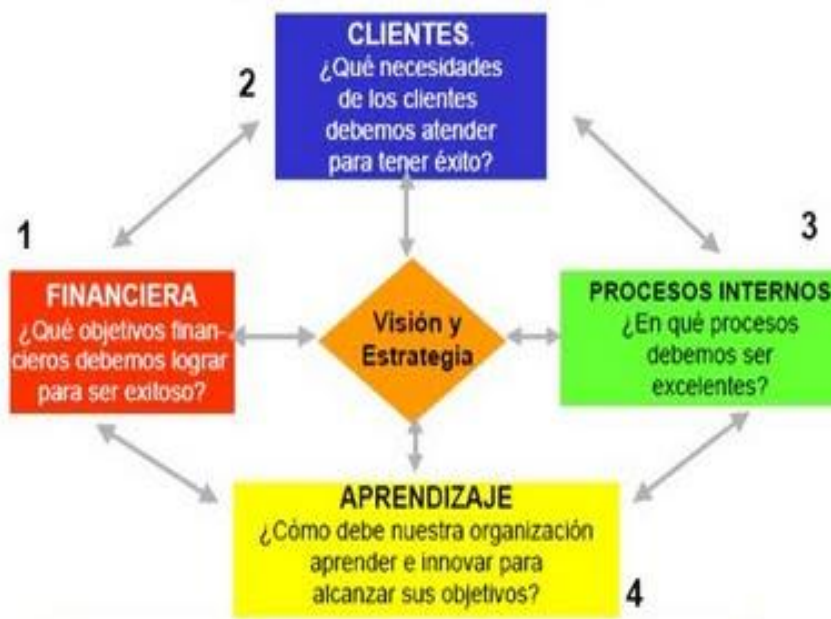 2
CLIENTES.
¿Qué necesidades
de los clientes
debemos atender
para tener éxito?
1
FINANCIERA
¿Qué objetivos finan-
cieros debemos lograr
para ser exitoso?
Visión y
Estrategia
3
PROCESOS INTERNOS
¿En qué procesos
debemos ser
excelentes?
APRENDIZAJE
¿Cómo debe nuestra organización
aprender e innovar para
alcanzar sus objetivos?
4